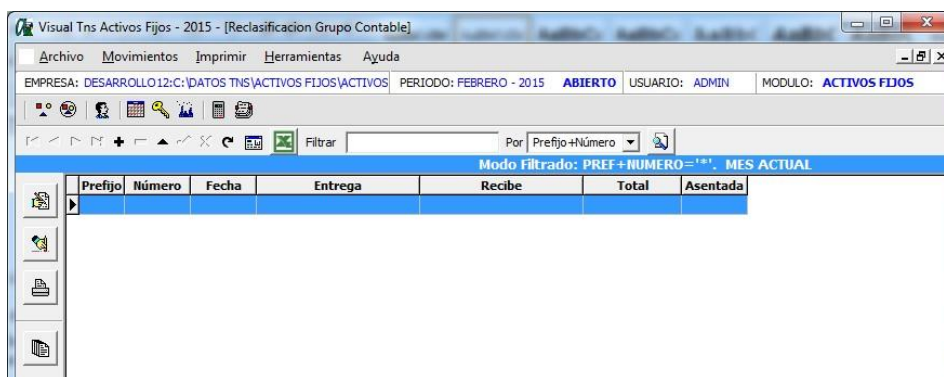 Visual Tns Activos Fijos - 2015 - [Reclasificacion Grupo Contable]
Archivo Movimientos Imprimir Herramientas Ayuda
EMPRESA: DESARROLLO12:C:\DATOS TNS\ACTIVOS FIJOS\ACTIVOS PERIODO: FEBRERO - 2015 ABIERTO USUARIO: ADMIN MODULO: ACTIVOS FIJOS
Filtrar Por Prefijo+Número
Modo Filtrado: PREF+NUMERO='*'. MES ACTUAL
Prefijo Número Fecha Entrega Recibe Total Asentada